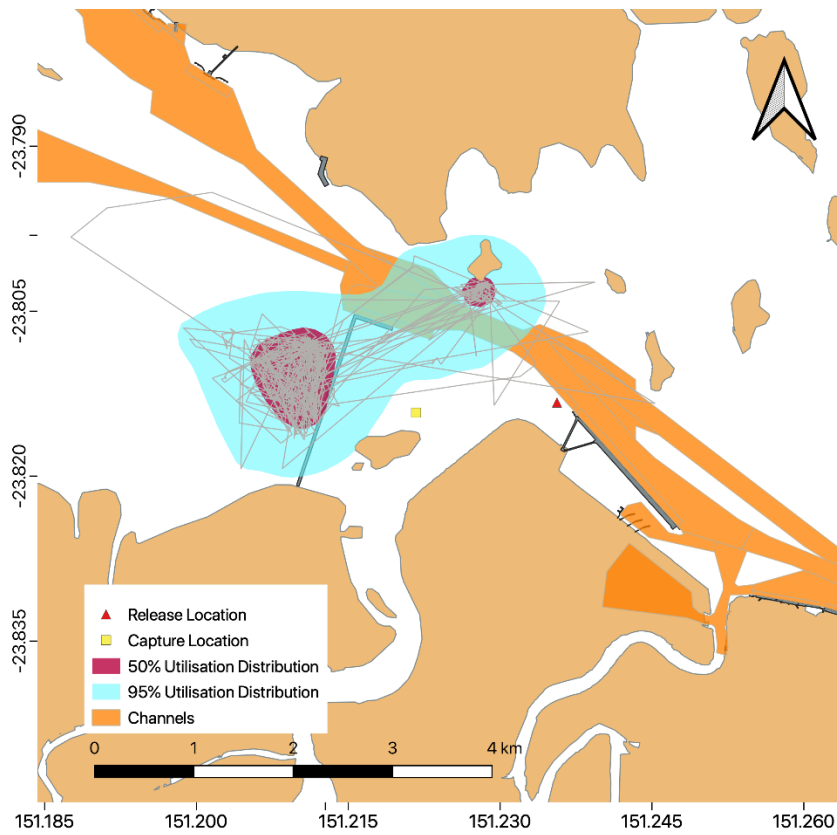 -23.790
-23.805
-23.820
-23.835
Release Location
Capture Location
50% Utilisation Distribution
95% Utilisation Distribution
Channels
0 1 2 3 4 km
151.185 151.200 151.215 151.230 151.245 151.260